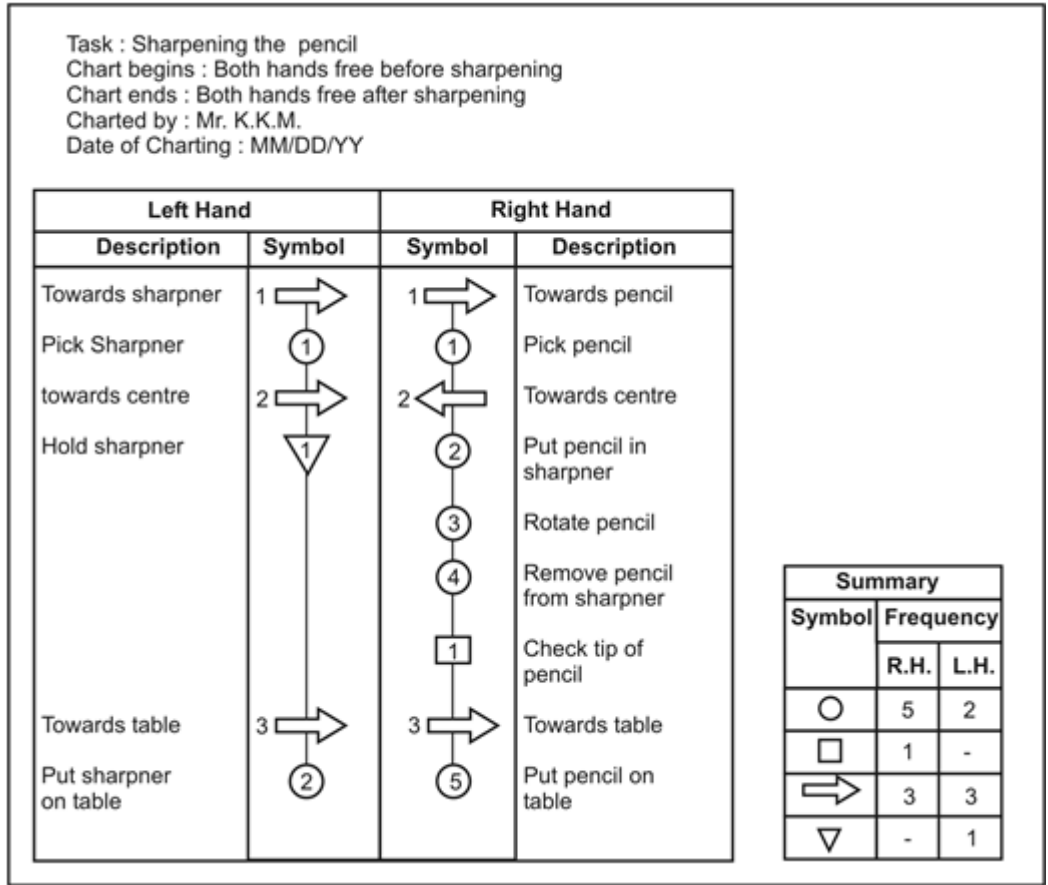 Task : Sharpening the pencil
Chart begins : Both hands free before sharpening
Chart ends : Both hands free after sharpening
Charted by : Mr. K.K.M.
Date of Charting : MM/DD/YY
Left Hand Right Hand
Description Symbol Symbol Description
Towards sharpner 1 1 Towards pencil
Pick Sharpner 1 1 Pick pencil
towards centre 2 2 Towards centre
Hold sharpner 1 2 Put pencil in
sharpner
3 Rotate pencil
4 Remove pencil
from sharpner
1 Check tip of
pencil
Towards table 3 3 Towards table
Put sharpner 2 5 Put pencil on
on table table
Summary
Symbol Frequency
R.H. L.H.
5 2
1 -
3 3
- 1